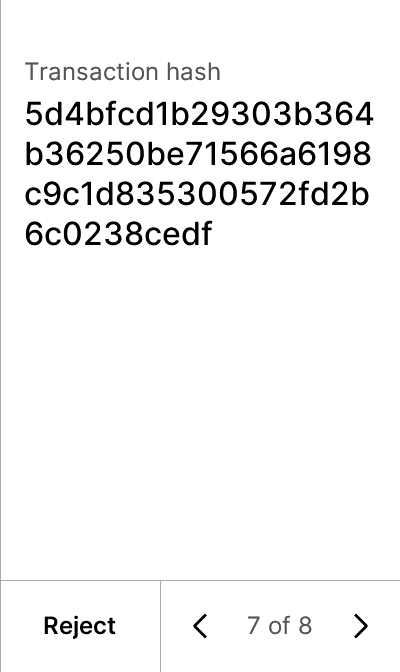 Transaction hash
5d4bfcd1b29303b364
b36250be71566a6198
c9c1d835300572fd2b
6c0238cedf
Reject
7 of 8